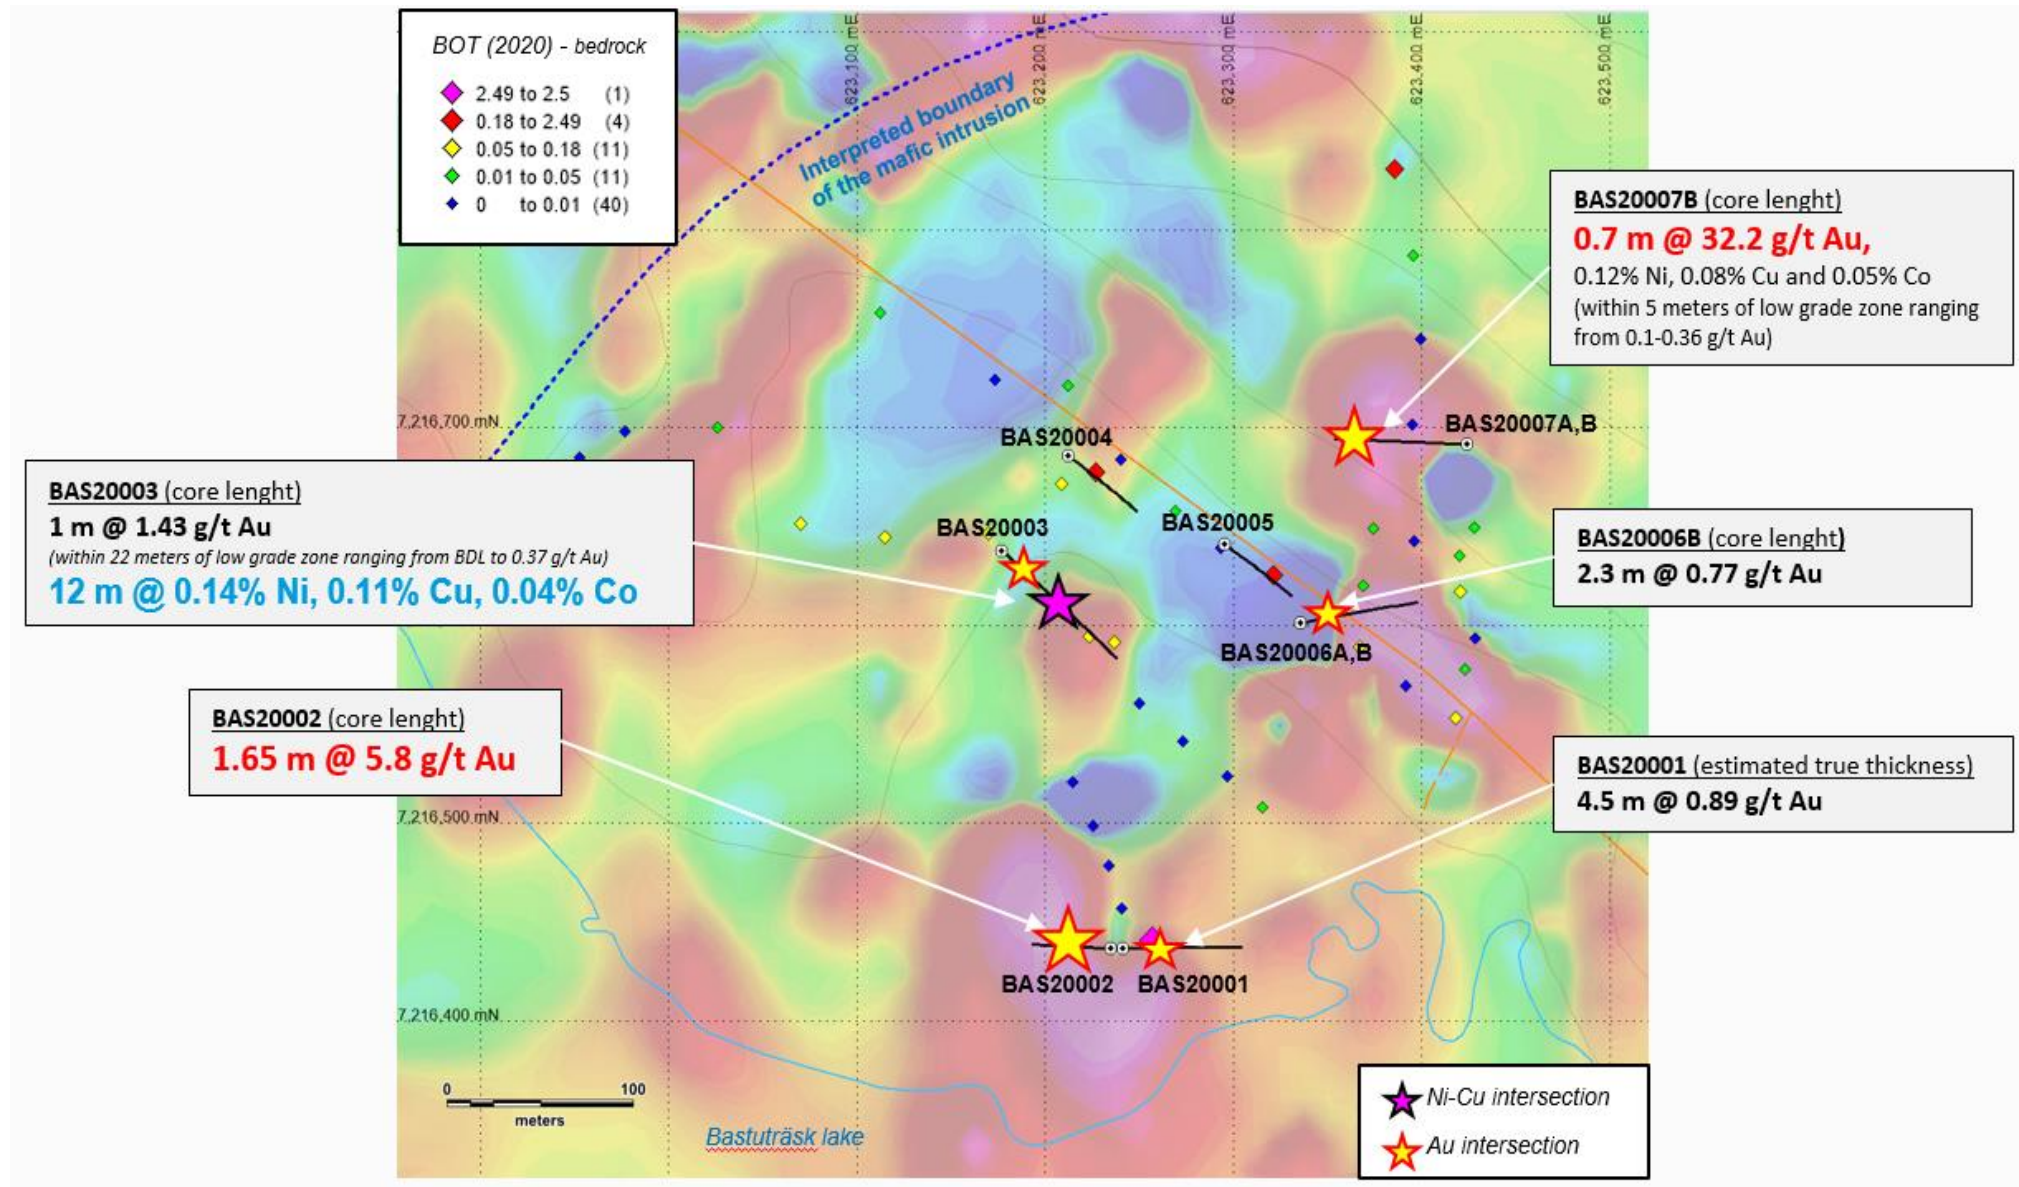 BOT (2020) - bedrock
2.49 to 2.5 (1)
0.18 to 2.49 (4)
0.05 to 0.18 (11)
0.01 to 0.05 (11)
0 to 0.01 (40)
623,100 mE
623,200 mE
623,300 mE
623,400 mE
623,500 mE
Interpreted boundary
of the mafic intrusion
BAS20007B (core lenght)
0.7 m @ 32.2 g/t Au,
0.12% Ni, 0.08% Cu and 0.05% Co
(within 5 meters of low grade zone ranging
from 0.1-0.36 g/t Au)
7,216,700 mN
BAS20004
BAS20007A,B
BAS20003 (core lenght)
1 m @ 1.43 g/t Au
(within 22 meters of low grade zone ranging from BDL to 0.37 g/t Au)
12 m @ 0.14% Ni, 0.11% Cu, 0.04% Co
BAS20003
BAS20005
BAS20006B (core lenght)
2.3 m @ 0.77 g/t Au
BAS20006A,B
BAS20002 (core lenght)
1.65 m @ 5.8 g/t Au
BAS20001 (estimated true thickness)
4.5 m @ 0.89 g/t Au
7,216,500 mN
BAS20002
BAS20001
7,216,400 mN
0 100
meters
Bastuträsk lake
Ni-Cu intersection
Au intersection